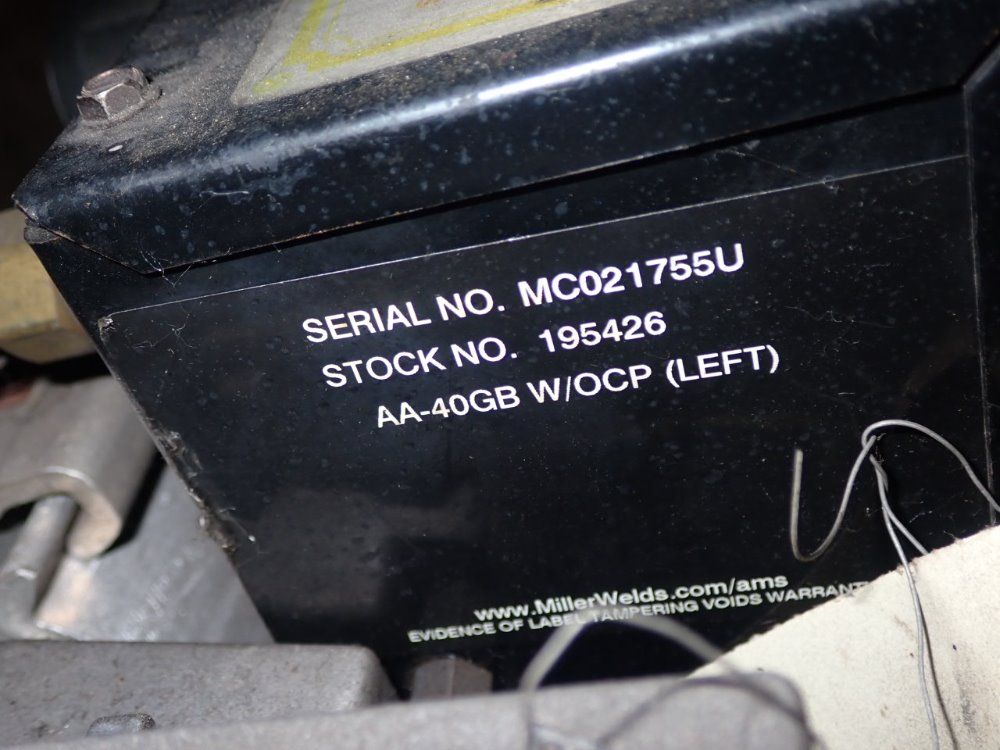 SERIAL NO. MC021755U
STOCK NO. 195426
AA-40GB W/OCP (LEFT)
www.MillerWelds.com/ams
EVIDENCE OF LABEL TAMPERING VOIDS